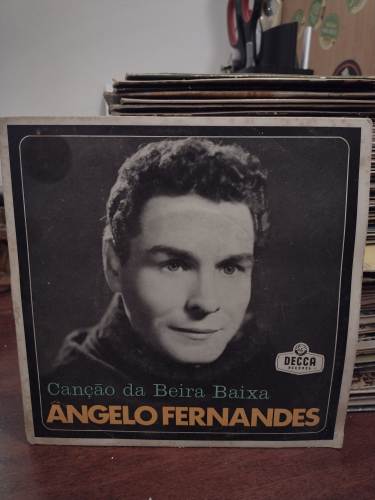 DECCA
RECORDS
Canção da Beira Baixa
ÂNGELO FERNANDES